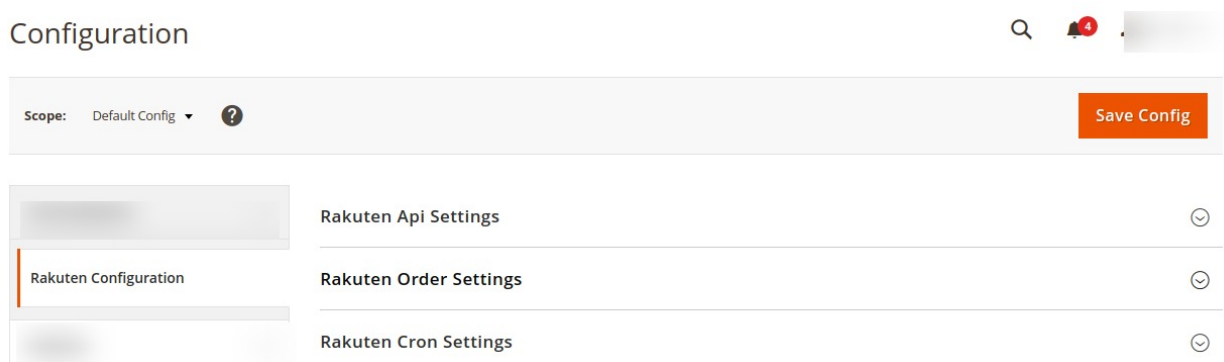 Configuration
4
Scope: Default Config ?
Save Config
Rakuten Api Settings
Rakuten Configuration
Rakuten Order Settings
Rakuten Cron Settings